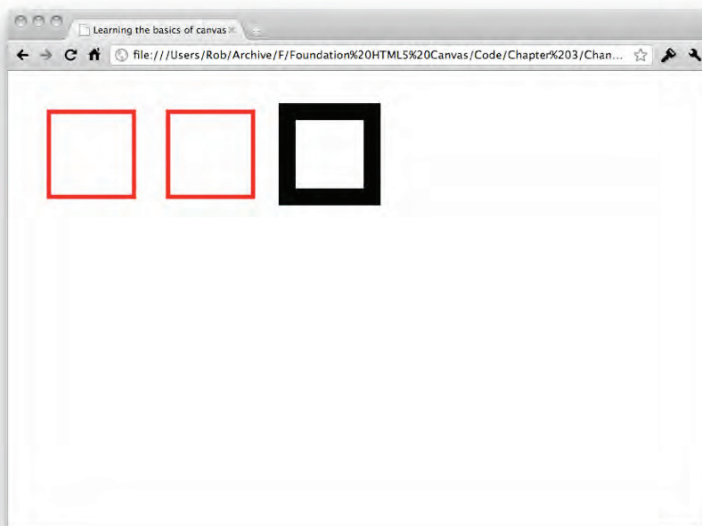 Learning the basics of canvas
file:///Users/Rob/Archive/F/Foundation%20HTML5%20Canvas/Code/Chapter%203/Chan...